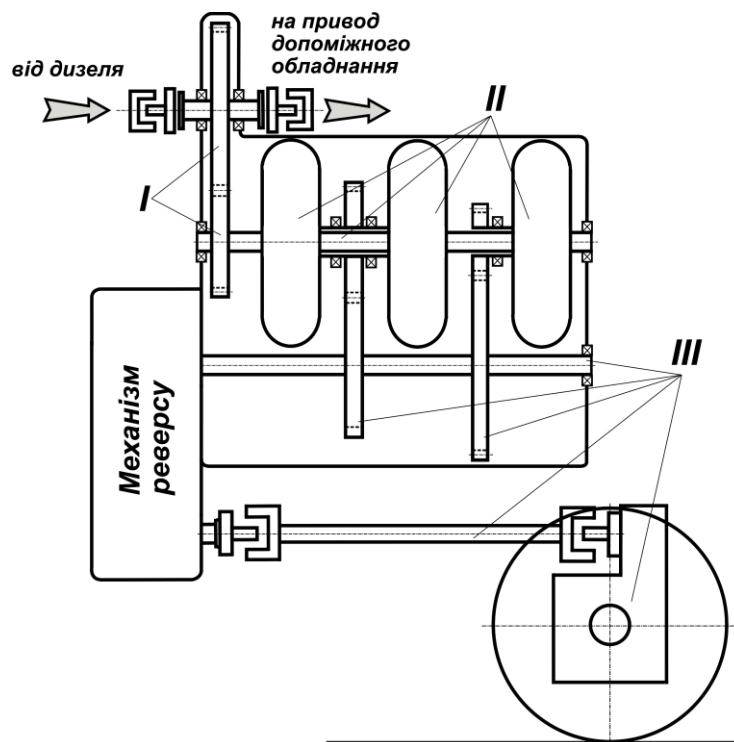 від дизеля
на привод
допоміжного
обладнання
I
II
III
Механізм
реверсу